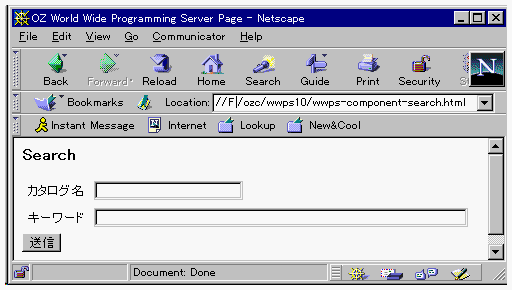 OZ World Wide Programming Server Page - Netscape
File Edit View Go Communicator Help
Back Forward Reload Home Search Guide Print Security
N
Bookmarks Location: //F|/ozc/wwps10/wwps-component-search.html
Instant Message Internet Lookup New&Cool
Search
カタログ名
キーワード
送信
Document: Done